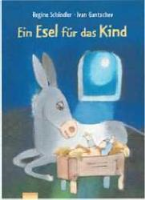 Regine Schindler · Ivan Gantschev
Ein Esel für das Kind